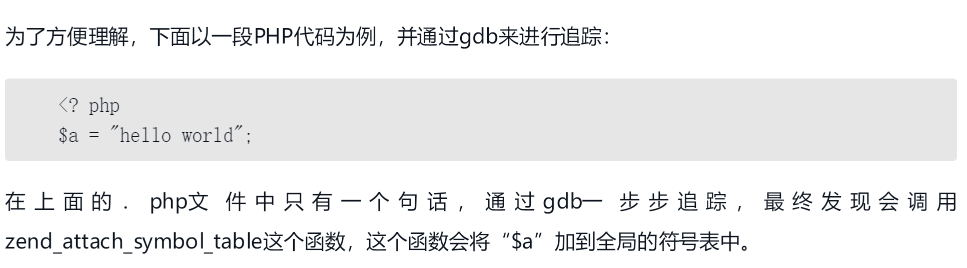 为了方便理解，下面以一段PHP代码为例，并通过gdb来进行追踪：
<? php
$a = "hello world";
在上面的．php文 件中只有一个句话，通过gdb一 步步追踪，最终发现会调用
zend_attach_symbol_table这个函数，这个函数会将“$a”加到全局的符号表中。